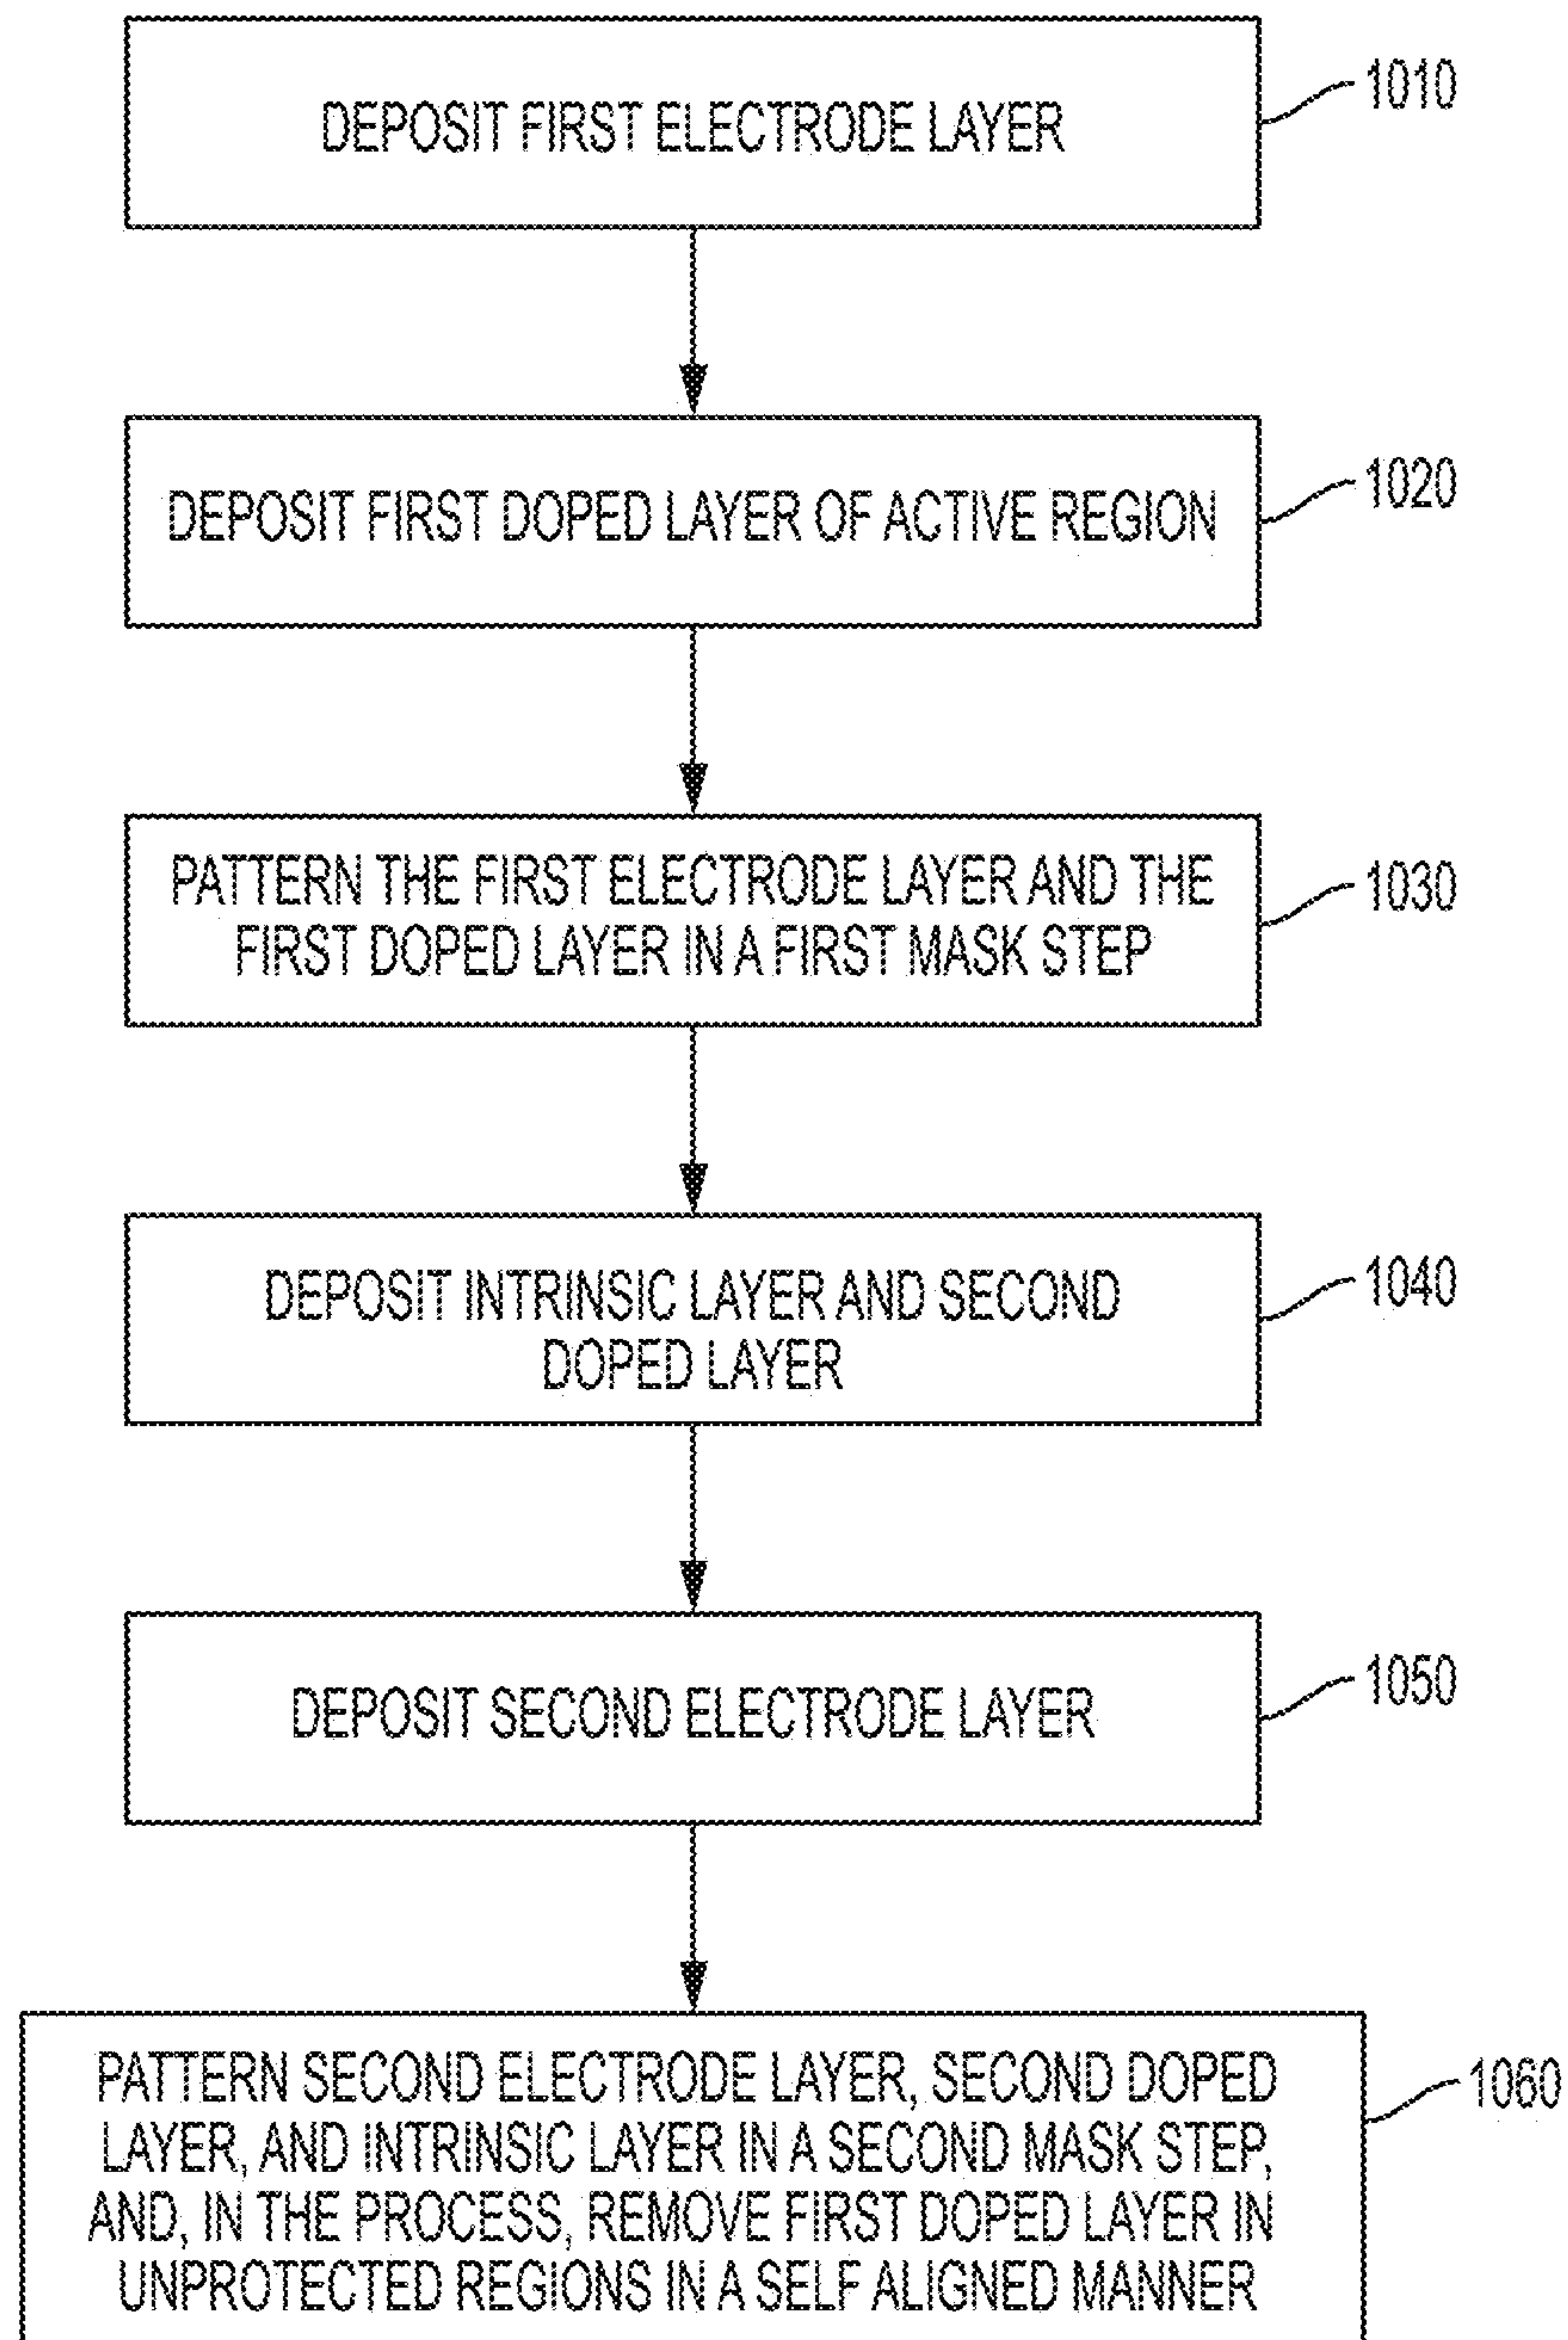 DEPOSIT FIRST ELECTRODE LAYER
1010
DEPOSIT FIRST DOPED LAYER OF ACTIVE REGION
1020
PATTERN THE FIRST ELECTRODE LAYER AND THE
FIRST DOPED LAYER IN A FIRST MASK STEP
1030
DEPOSIT INTRINSIC LAYER AND SECOND
DOPED LAYER
1040
DEPOSIT SECOND ELECTRODE LAYER
1050
PATTERN SECOND ELECTRODE LAYER, SECOND DOPED
LAYER, AND INTRINSIC LAYER IN A SECOND MASK STEP,
AND, IN THE PROCESS, REMOVE FIRST DOPED LAYER IN
UNPROTECTED REGIONS IN A SELF ALIGNED MANNER
1060